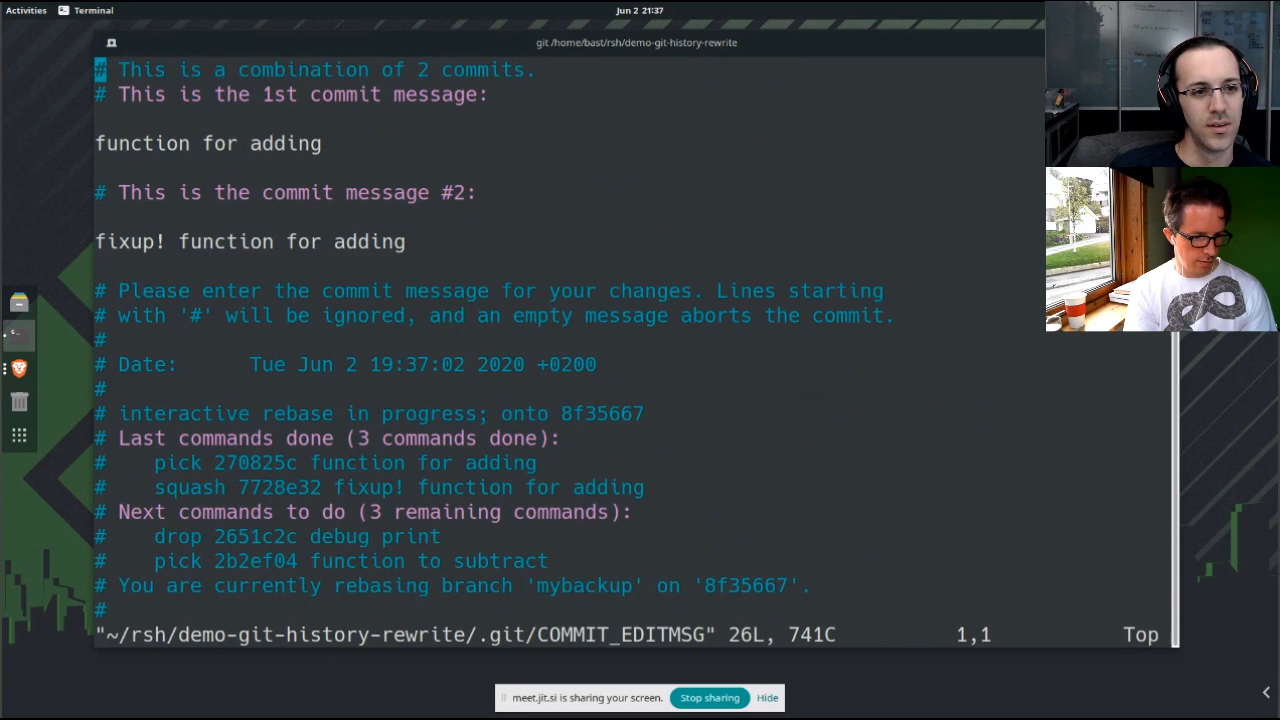 Activities
Terminal
Jun 2 21:37
git /home/bast/rsh/demo-git-history-rewrite
# This is a combination of 2 commits.
# This is the 1st commit message:
function for adding
# This is the commit message #2:
fixup! function for adding
# Please enter the commit message for your changes. Lines starting
# with '#' will be ignored, and an empty message aborts the commit.
#
# Date:      Tue Jun 2 19:37:02 2020 +0200
#
# interactive rebase in progress; onto 8f35667
# Last commands done (3 commands done):
#    pick 270825c function for adding
#    squash 7728e32 fixup! function for adding
# Next commands to do (3 remaining commands):
#    drop 2651c2c debug print
#    pick 2b2ef04 function to subtract
# You are currently rebasing branch 'mybackup' on '8f35667'.
#
"~/rsh/demo-git-history-rewrite/.git/COMMIT_EDITMSG" 26L, 741C          1,1           Top
meet.jit.si is sharing your screen.
Stop sharing
Hide